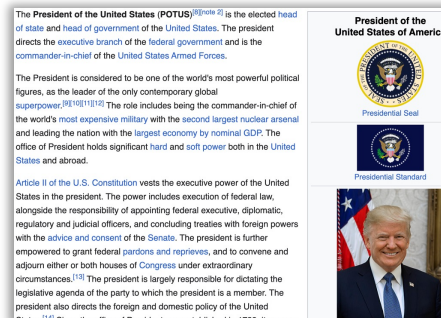 The President of the United States (POTUS)[8][note 2] is the elected head
of state and head of government of the United States. The president
directs the executive branch of the federal government and is the
commander-in-chief of the United States Armed Forces.
The President is considered to be one of the world's most powerful political
figures, as the leader of the only contemporary global
superpower.[9][10][11][12] The role includes being the commander-in-chief of
the world's most expensive military with the second largest nuclear arsenal
and leading the nation with the largest economy by nominal GDP. The
office of President holds significant hard and soft power both in the United
States and abroad.
Article II of the U.S. Constitution vests the executive power of the United
States in the president. The power includes execution of federal law,
alongside the responsibility of appointing federal executive, diplomatic,
regulatory and judicial officers, and concluding treaties with foreign powers
with the advice and consent of the Senate. The president is further
empowered to grant federal pardons and reprieves, and to convene and
adjourn either or both houses of Congress under extraordinary
circumstances.[13] The president is largely responsible for dictating the
legislative agenda of the party to which the president is a member. The
president also directs the foreign and domestic policy of the United
President of the
United States of Americ
SEAL OF THE PRESIDENT OF THE UNITED STATES
Presidential Seal
Presidential Standard